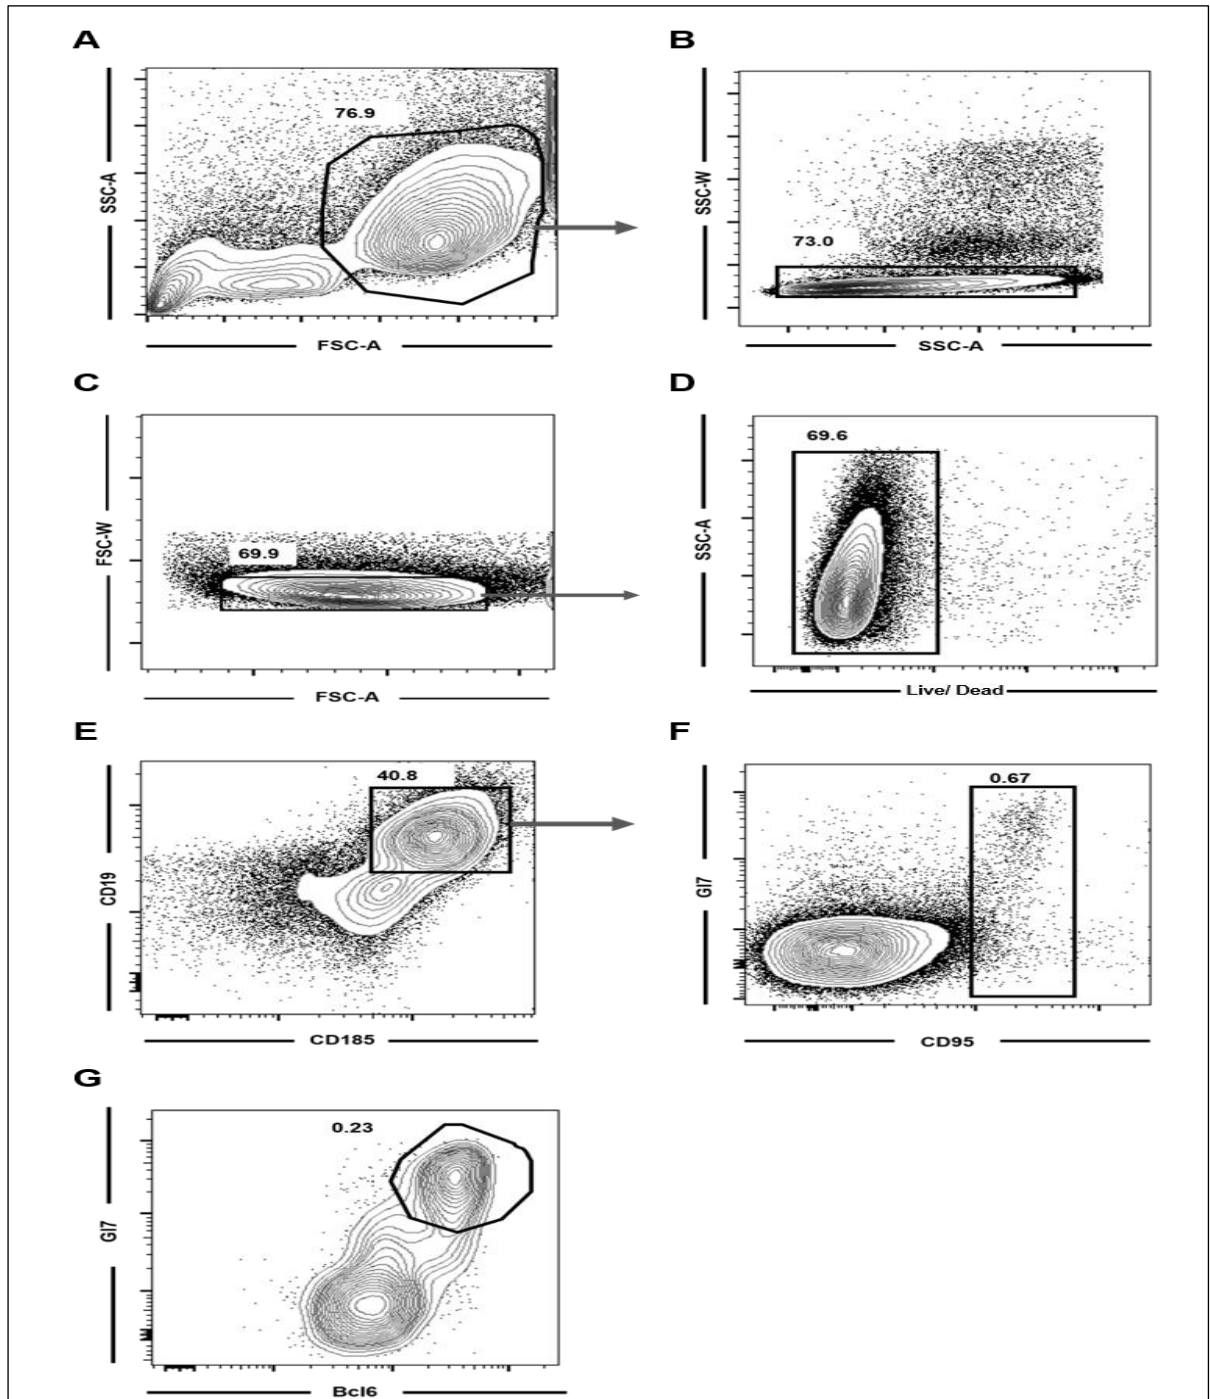 A
76.9
SSC-A
FSC-A
B
73.0
SSC-W
SSC-A
C
69.9
FSC-W
FSC-A
D
69.6
SSC-A
Live/ Dead
E
40.8
CD19
CD185
F
0.67
Gl7
CD95
G
0.23
Gl7
Bcl6